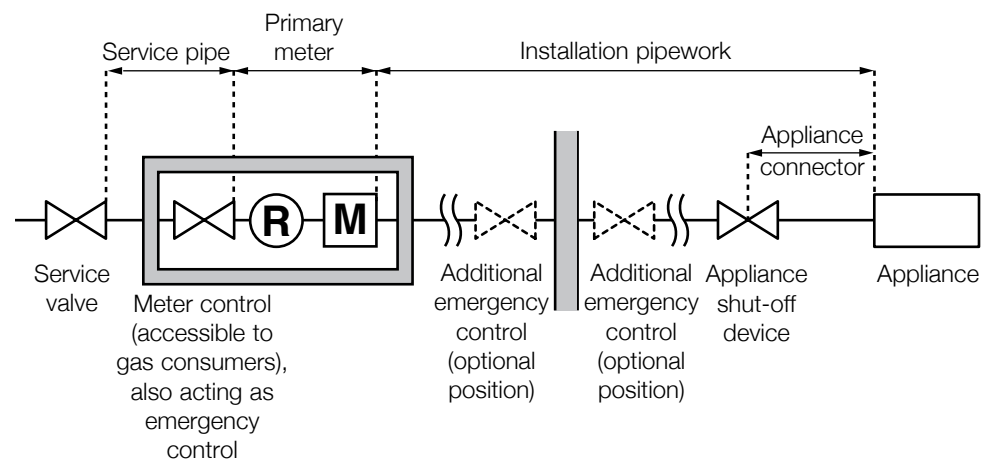 Primary
meter
Service pipe
Installation pipework
Appliance
connector
R
M
Service
valve
Meter control
(accessible to
gas consumers),
also acting as
emergency
control
Additional
emergency
control
(optional
position)
Additional
emergency
control
(optional
position)
Appliance
shut-off
device
Appliance